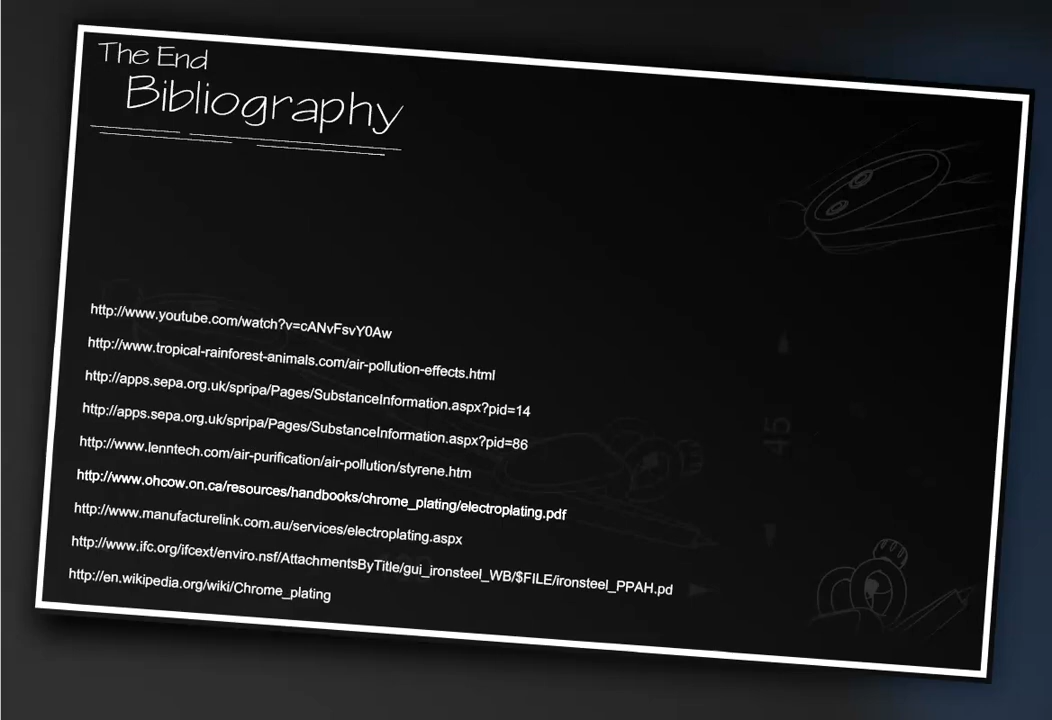 The End
Bibliography
http://www.youtube.com/watch?v=cANvFsvY0Aw
http://www.tropical-rainforest-animals.com/air-pollution-effects.html
http://apps.sepa.org.uk/spripa/Pages/SubstanceInformation.aspx?pid=14
http://apps.sepa.org.uk/spripa/Pages/SubstanceInformation.aspx?pid=86
http://www.lenntech.com/air-purification/air-pollution/styrene.htm
http://www.ohcow.on.ca/resources/handbooks/chrome_plating/electroplating.pdf
http://www.manufacturelink.com.au/services/electroplating.aspx
http://www.ifc.org/ifcext/enviro.nsf/AttachmentsByTitle/gui_ironsteel_WB/$FILE/ironsteel_PPAH.pd
http://en.wikipedia.org/wiki/Chrome_plating
45